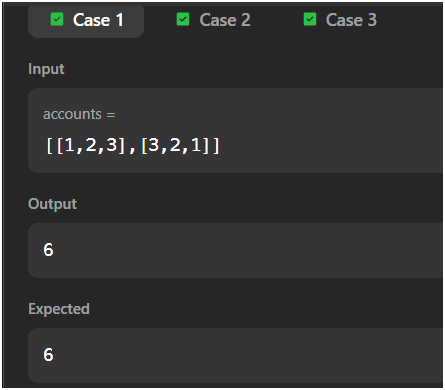 Case 1 Case 2 Case 3
Input
accounts =
[[1,2,3],[3,2,1]]
Output
6
Expected
6